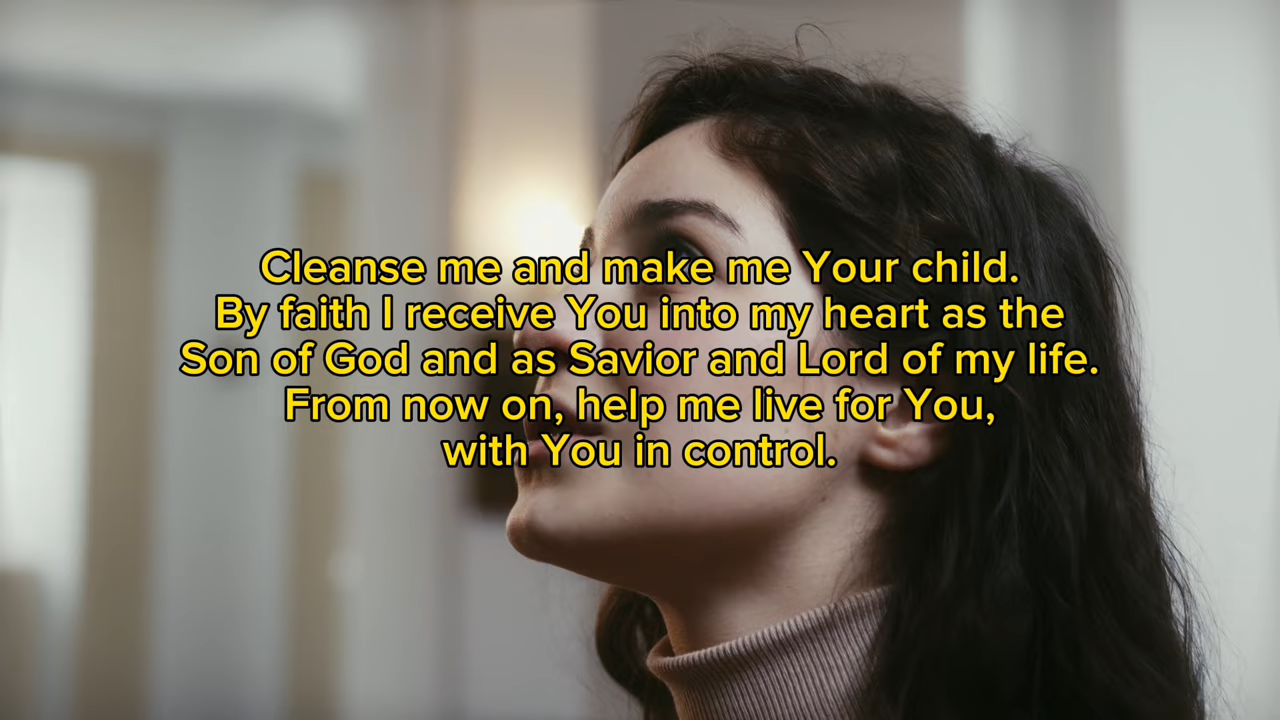 Cleanse me and make me Your child.
By faith I receive You into my heart as the
Son of God and as Savior and Lord of my life.
From now on, help me live for You,
with You in control.